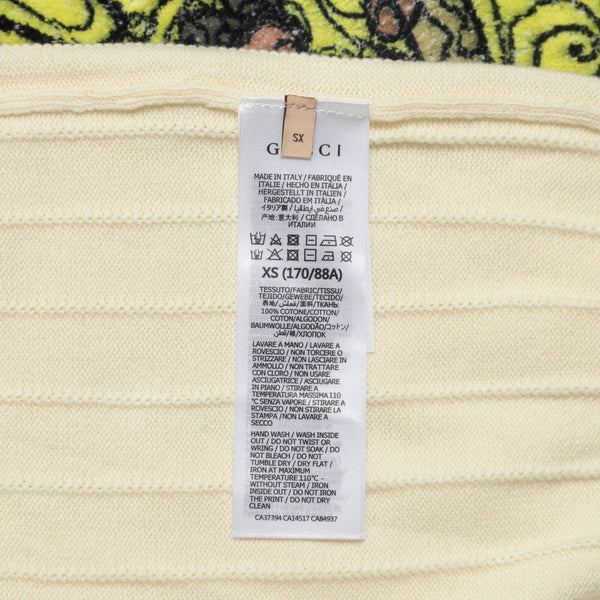 XS
GUCCI
MADE IN ITALY / FABRIQUÉ EN
ITALIE / HECHO EN ITALIA /
HERGESTELLT IN ITALIEN /
FABRICADO EM ITÁLIA /
イタリア製 / صنع في إيطاليا /
产地: 意大利 / СДЕЛАНО В
ИТАЛИИ
XS (170/88A)
TESSUTO/FABRIC/TISSU/
TEJIDO/GEWEBE/TECIDO/
表地/قماش/面料/ТКАНЬ:
100% COTONE/COTTON/
COTON/ALGODON/
BAUMWOLLE/ALGODÃO/コットン/
قطن/棉/ХЛОПОК
LAVARE A MANO / LAVARE A
ROVESCIO / NON TORCERE O
STRIZZARE / NON LASCIARE IN
AMMOLLO / NON TRATTARE
CON CLORO / NON USARE
ASCIUGATRICE / ASCIUGARE
IN PIANO / STIRARE A
TEMPERATURA MASSIMA 110
°C SENZA VAPORE / STIRARE A
ROVESCIO / NON STIRARE LA
STAMPA / NON LAVARE A
SECCO
HAND WASH / WASH INSIDE
OUT / DO NOT TWIST OR
WRING / DO NOT SOAK / DO
NOT BLEACH / DO NOT
TUMBLE DRY / DRY FLAT /
IRON AT MAXIMUM
TEMPERATURE 110°C -
WITHOUT STEAM / IRON
INSIDE OUT / DO NOT IRON
THE PRINT / DO NOT DRY
CLEAN
CA37394 CA14517 CA84937